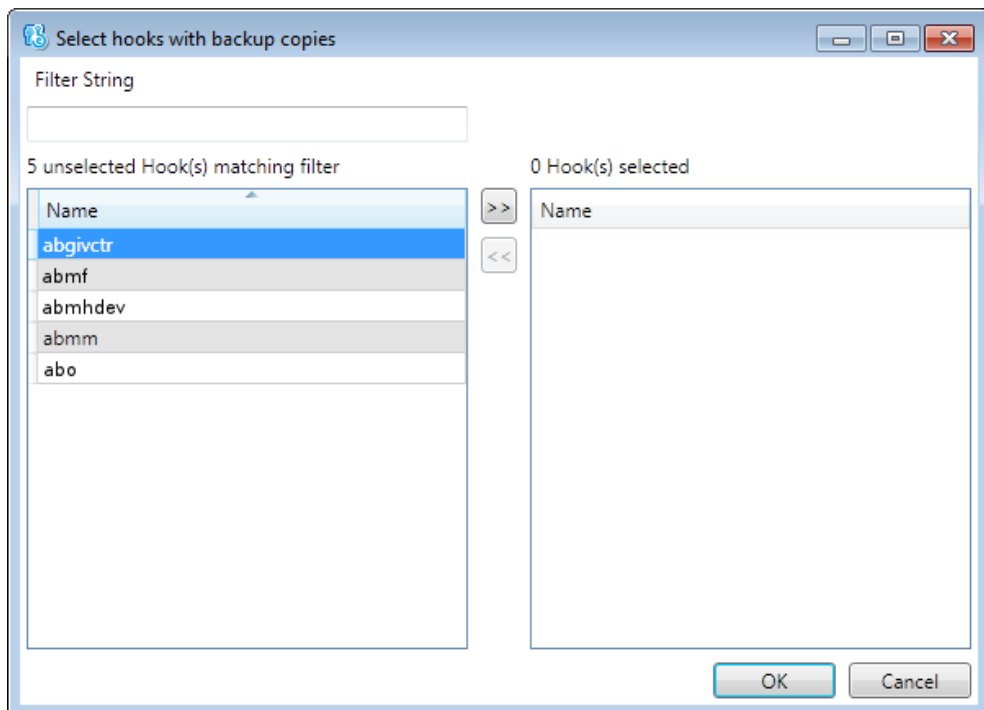 Select hooks with backup copies
Filter String
5 unselected Hook(s) matching filter
0 Hook(s) selected
Name
>>
Name
abgivctr
<<
abmf
abmhdev
abmm
abo
OK
Cancel